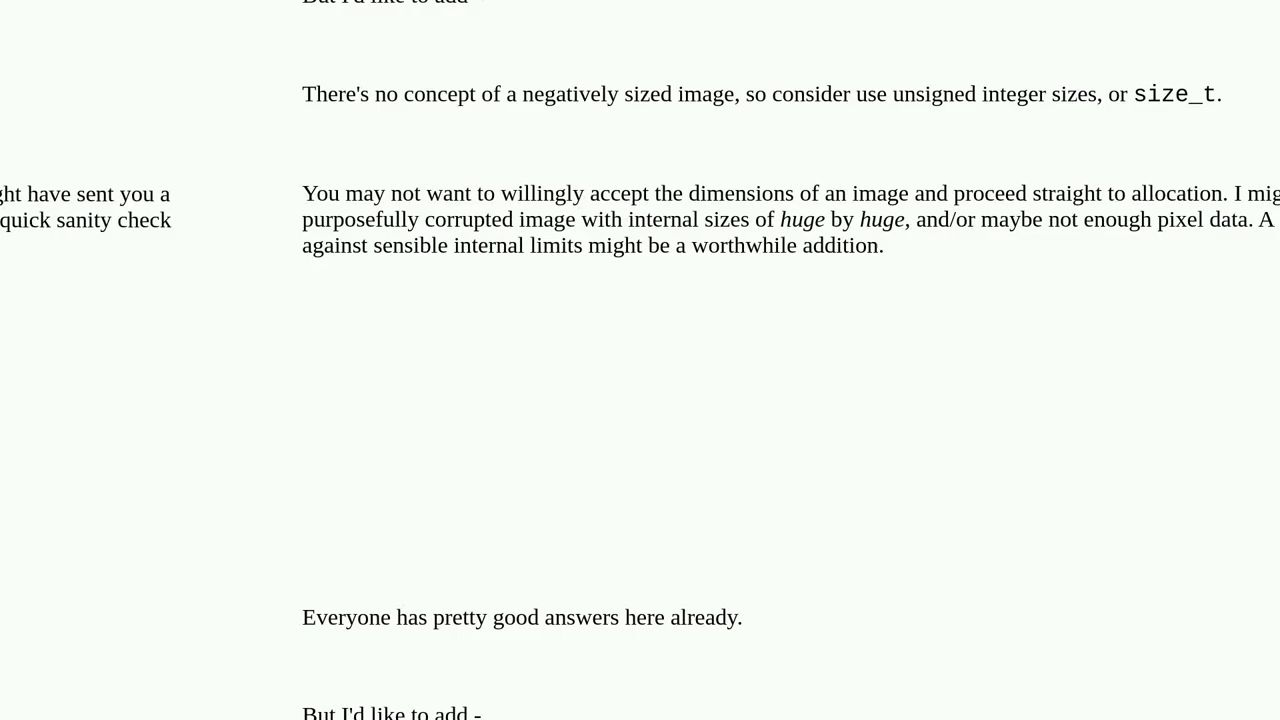 But I'd like to add -
There's no concept of a negatively sized image, so consider use unsigned integer sizes, or size_t.
ght have sent you a
quick sanity check
You may not want to willingly accept the dimensions of an image and proceed straight to allocation. I mig
purposefully corrupted image with internal sizes of huge by huge, and/or maybe not enough pixel data. A
against sensible internal limits might be a worthwhile addition.
Everyone has pretty good answers here already.
But I'd like to add -